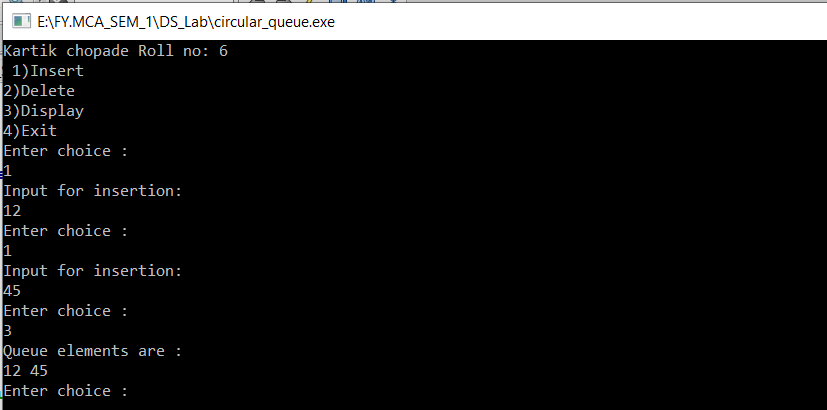 E:\FY.MCA_SEM_1\DS_Lab\circular_queue.exe
Kartik chopade Roll no: 6
 1)Insert
2)Delete
3)Display
4)Exit
Enter choice :
1
Input for insertion:
12
Enter choice :
1
Input for insertion:
45
Enter choice :
3
Queue elements are :
12 45
Enter choice :